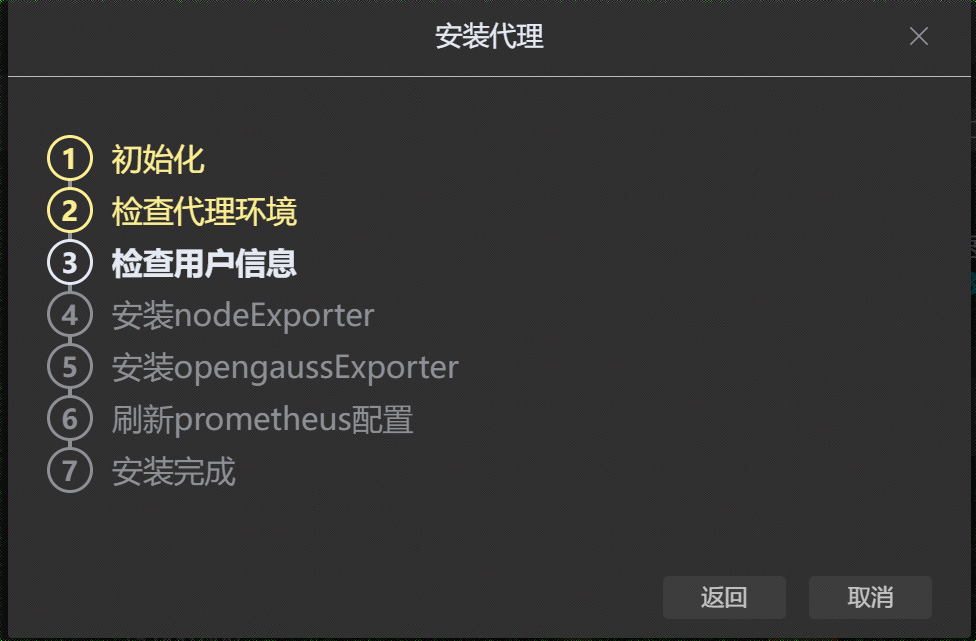 安装代理
1 初始化
2 检查代理环境
3 检查用户信息
4 安装nodeExporter
5 安装opengaussExporter
6 刷新prometheus配置
7 安装完成
返回 取消